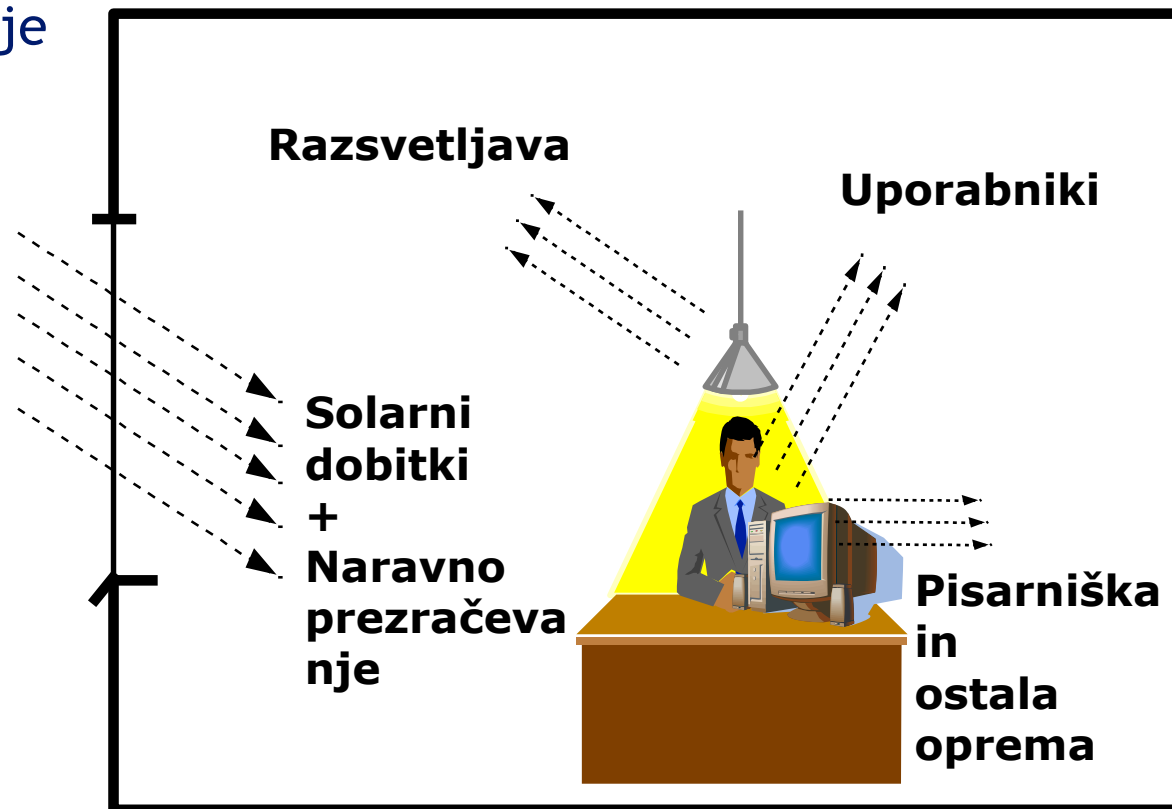 je
Razsvetljava
Uporabniki
Solarni
dobitki
+
Naravno
prezračeva
nje
Pisarniška
in
ostala
oprema